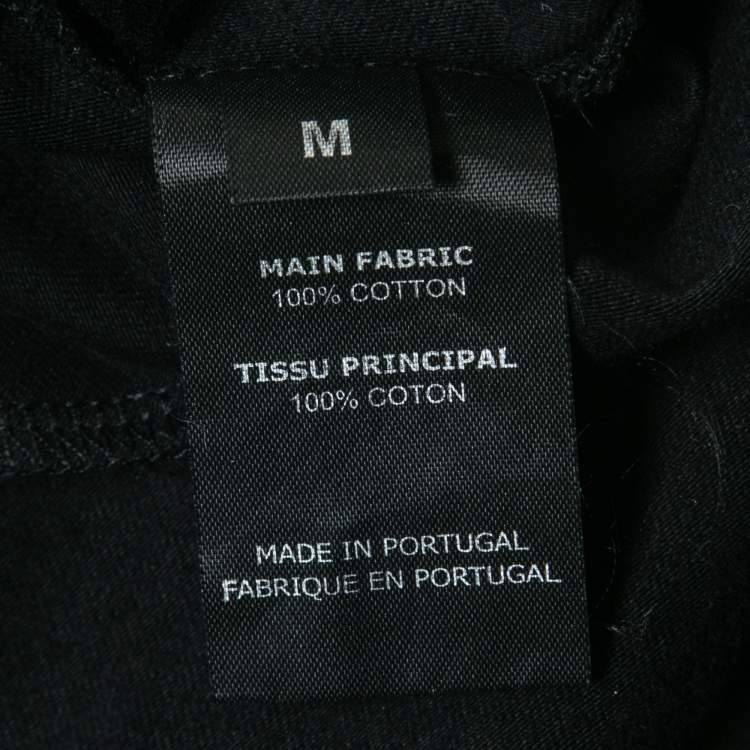 M
MAIN FABRIC
100% COTTON
TISSU PRINCIPAL
100% COTON
MADE IN PORTUGAL
FABRIQUE EN PORTUGAL